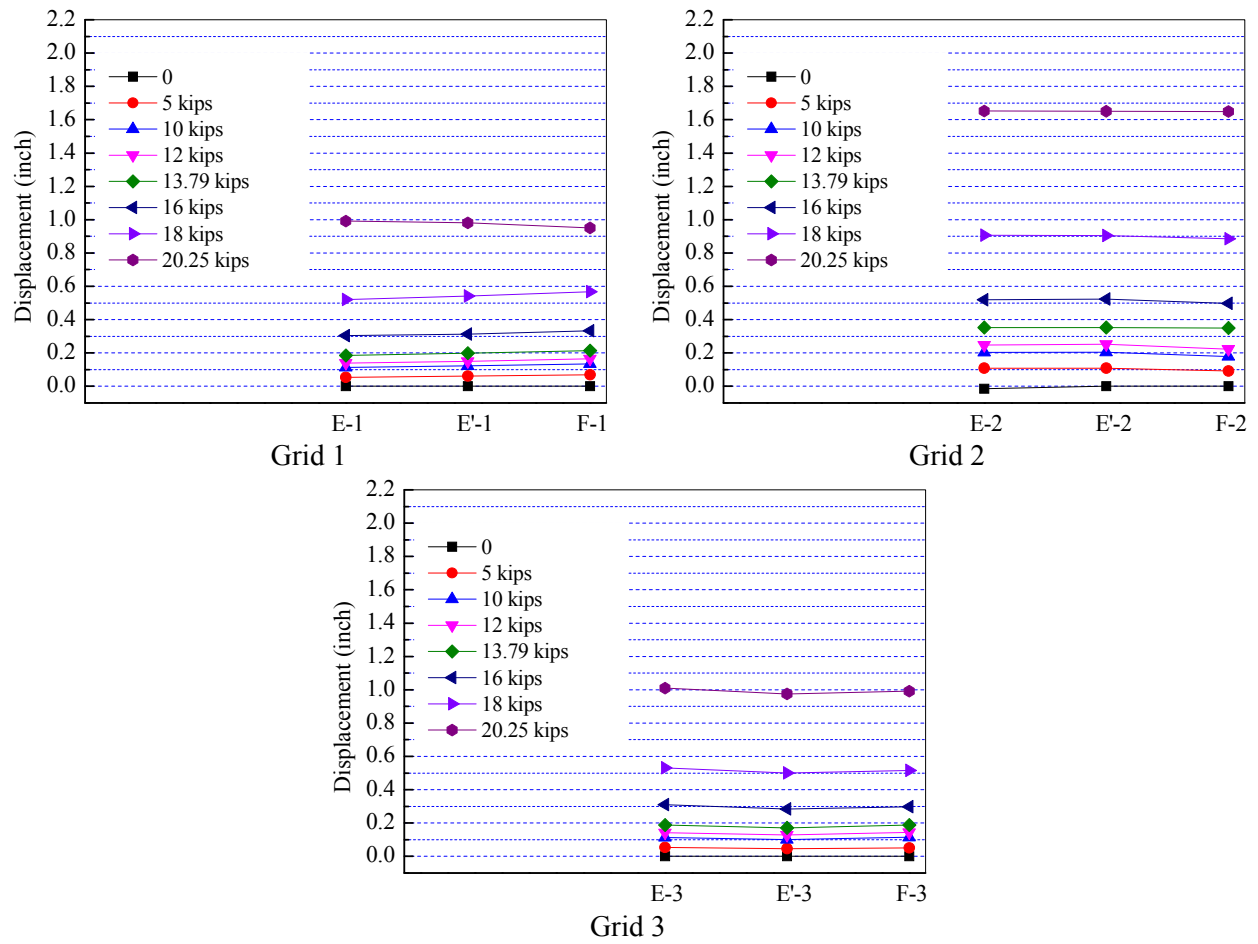 2.2
2.0
1.8
1.6
1.4
1.2
1.0
0.8
0.6
0.4
0.2
0.0
Displacement (inch)
0
5 kips
10 kips
12 kips
13.79 kips
16 kips
18 kips
20.25 kips
E-1 E'-1 F-1
Grid 1
2.2
2.0
1.8
1.6
1.4
1.2
1.0
0.8
0.6
0.4
0.2
0.0
Displacement (inch)
0
5 kips
10 kips
12 kips
13.79 kips
16 kips
18 kips
20.25 kips
E-2 E'-2 F-2
Grid 2
2.2
2.0
1.8
1.6
1.4
1.2
1.0
0.8
0.6
0.4
0.2
0.0
Displacement (inch)
0
5 kips
10 kips
12 kips
13.79 kips
16 kips
18 kips
20.25 kips
E-3 E'-3 F-3
Grid 3